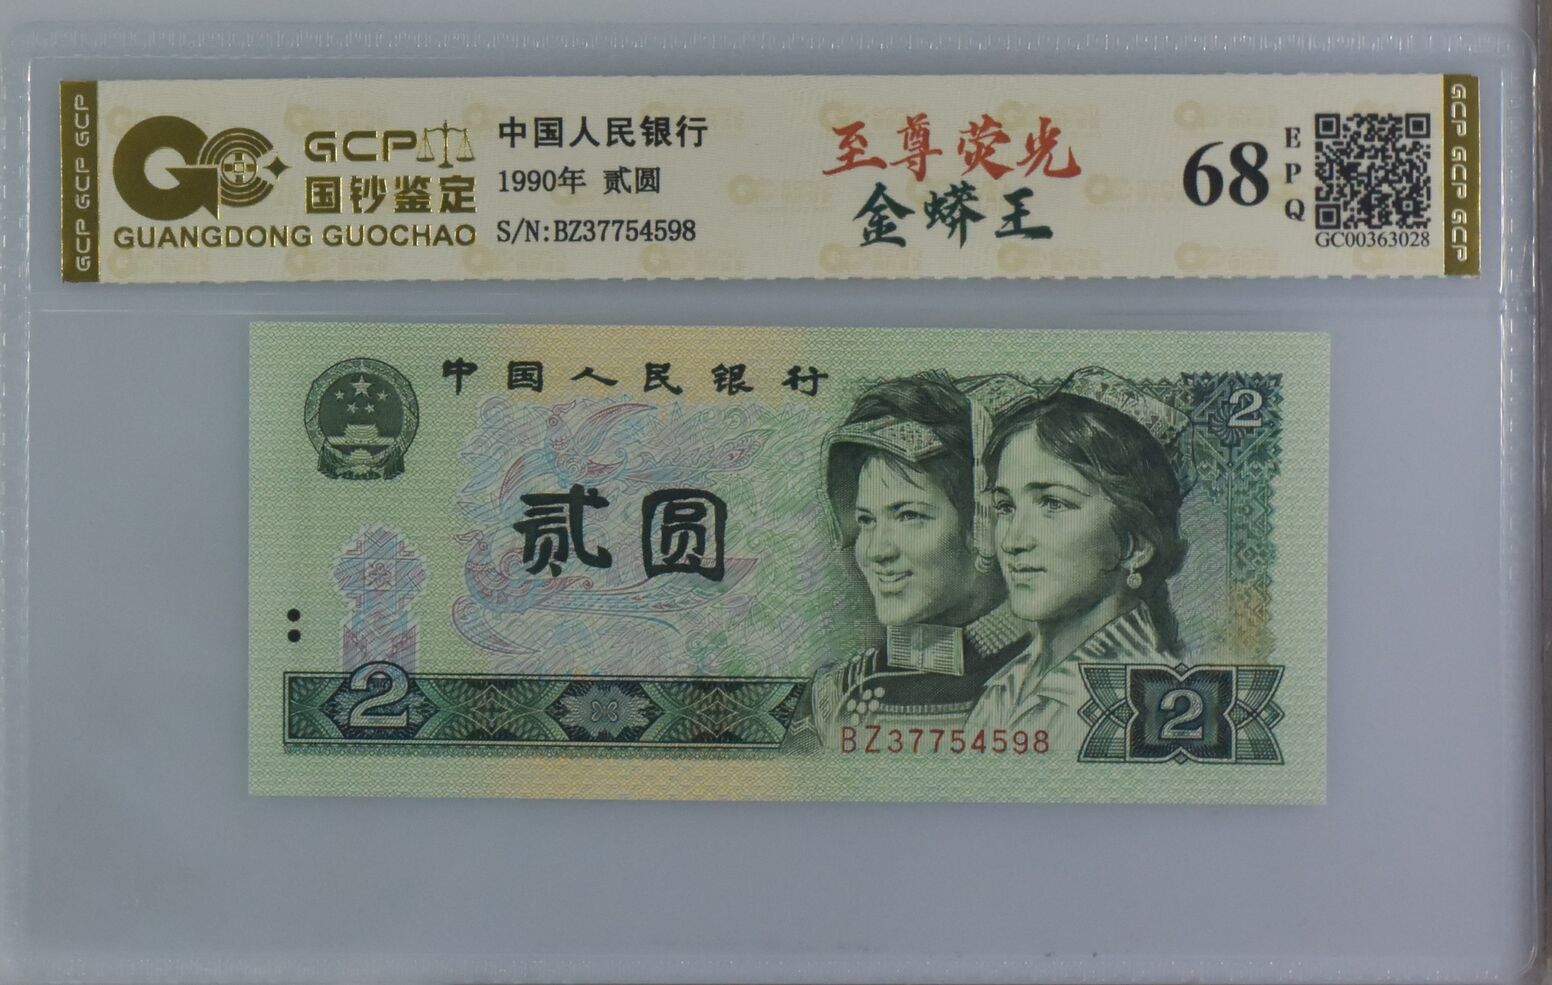 GCP GCP GCP
GCP
国钞鉴定
GUANGDONG GUOCHAO
中国人民银行
1990年 贰圆
S/N:BZ37754598
至尊荧光
金蟒王
68
EPQ
GC00363028
GCP GCP GCP
中国人民银行
2
贰圆
2
BZ37754598
2